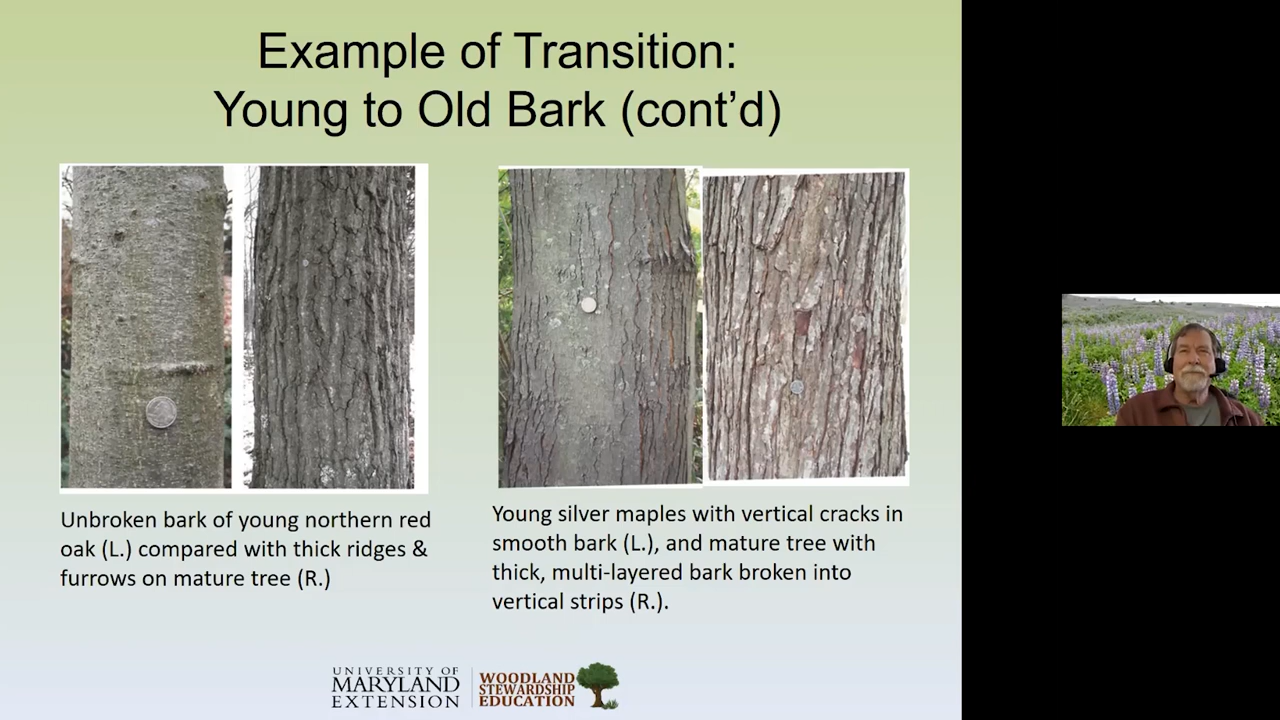 Example of Transition:
Young to Old Bark (cont’d)
Unbroken bark of young northern red
oak (L.) compared with thick ridges &
furrows on mature tree (R.)
Young silver maples with vertical cracks in
smooth bark (L.), and mature tree with
thick, multi-layered bark broken into
vertical strips (R.).
UNIVERSITY OF
MARYLAND
EXTENSION
WOODLAND
STEWARDSHIP
EDUCATION